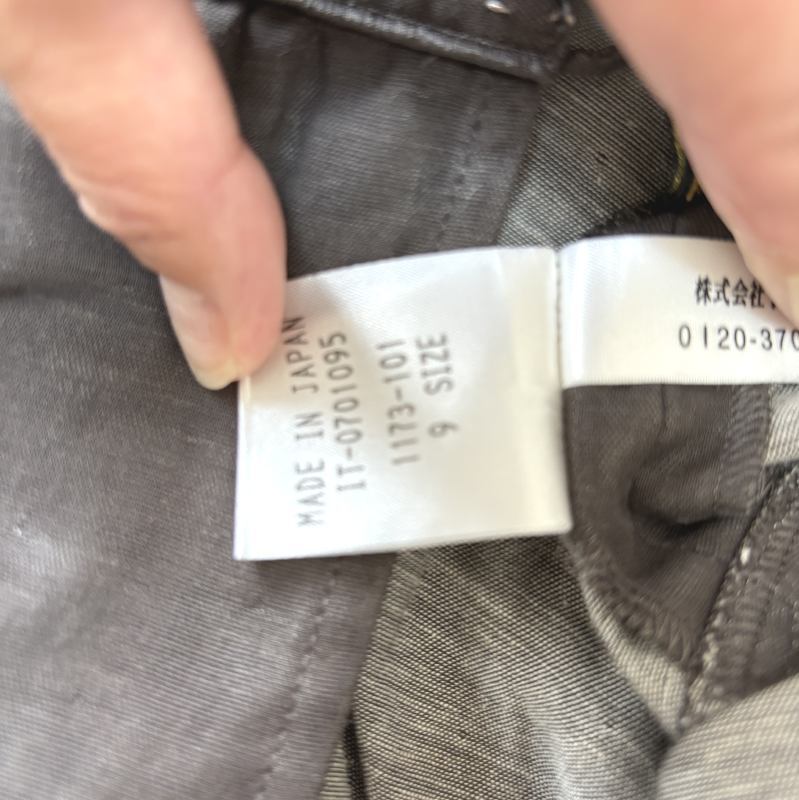 MADE IN JAPAN
IT-0701095
1173-101
9 SIZE
株式会社
0120-370